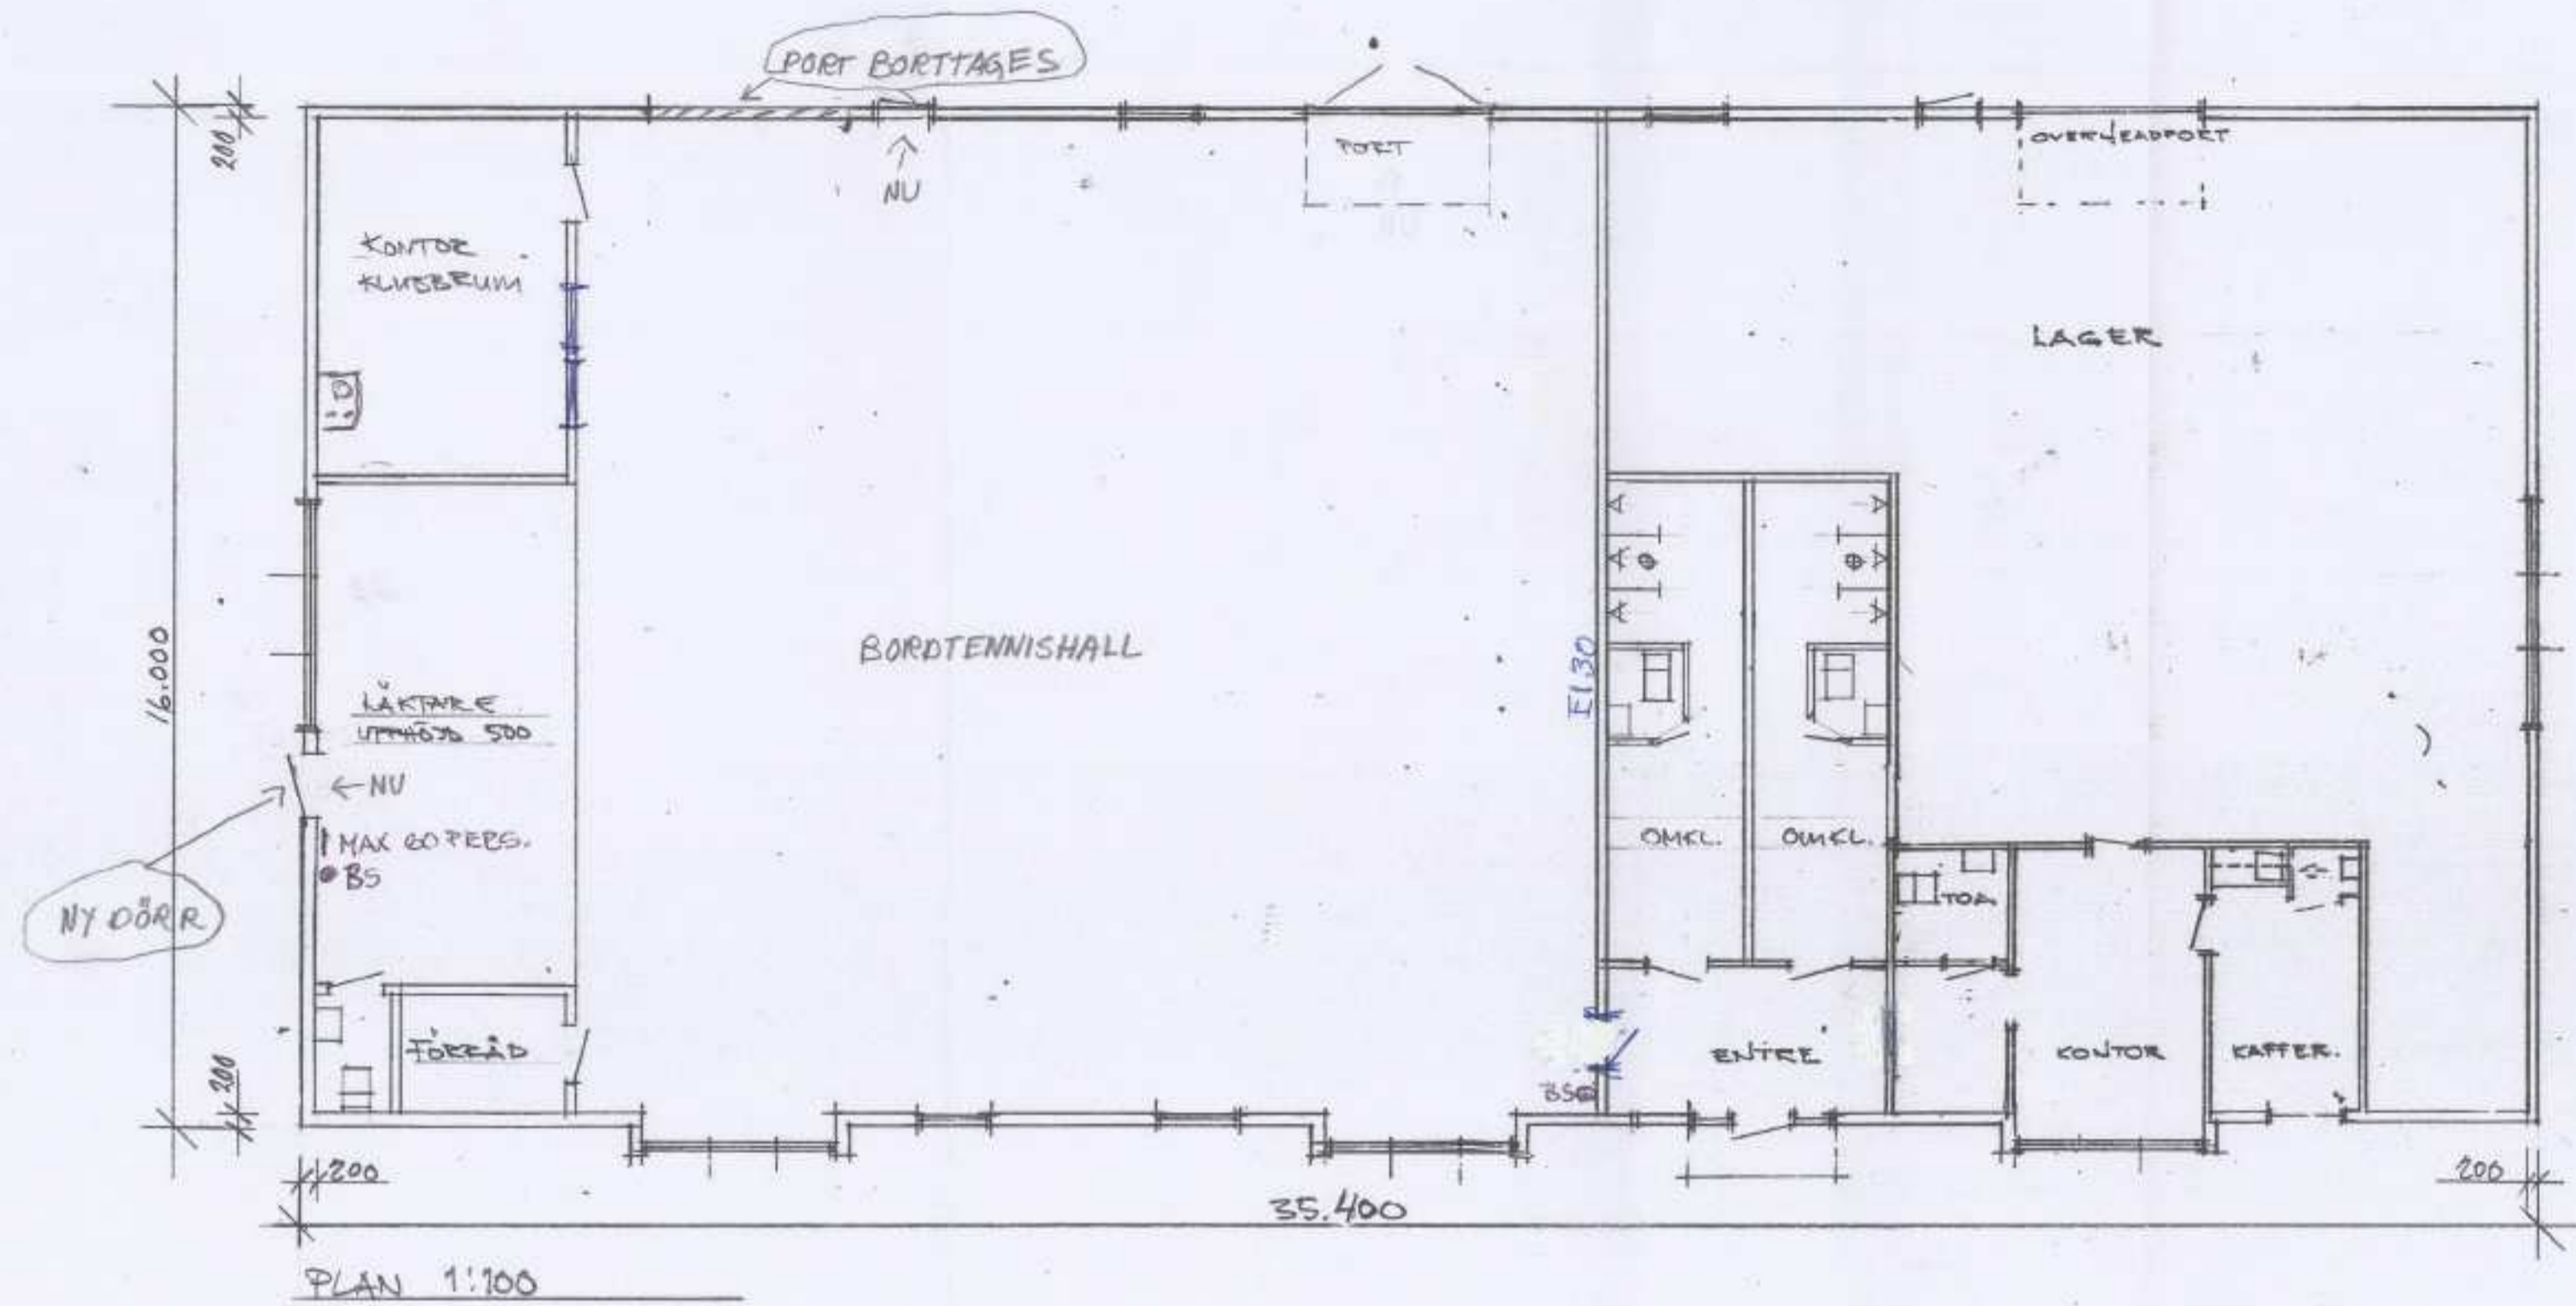 PORT BORTTAGES
200
PORT
OVERHEADPORT
NU
KONTOR
KLUBBRUM
LAGER
BORDTENNISHALL
EI 30
16.000
LÄKTARE
UPPHÖJD 500
← NU
MAX 60 PERS.
BS
NY DÖRR
OMKL.
OMKL.
TOA
FÖRRÅD
ENTRE
KONTOR
KAFFER.
BS
200
200
200
35.400
PLAN 1:100